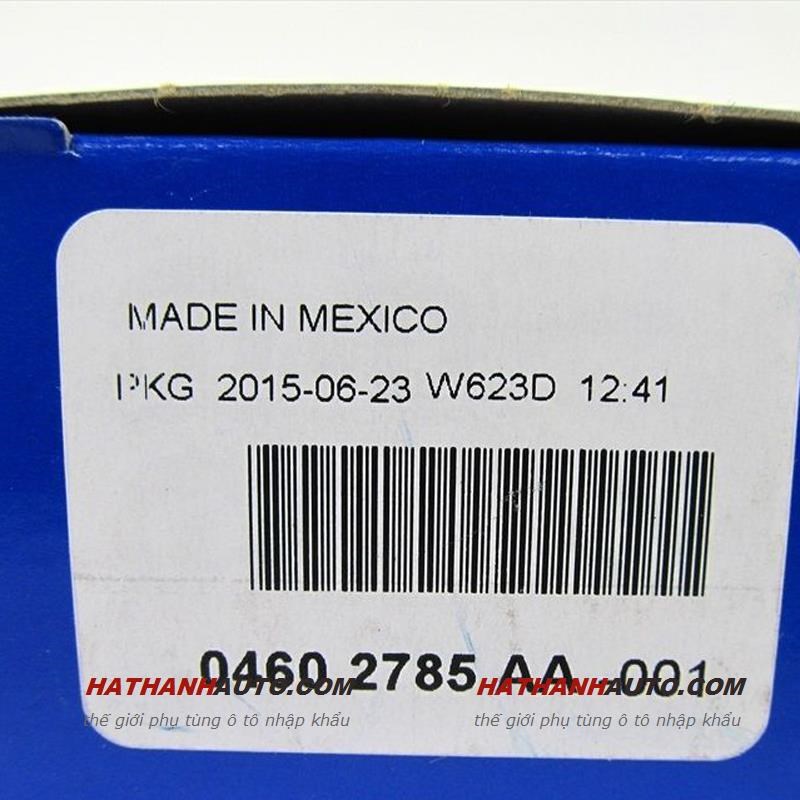 MADE IN MEXICO
PKG 2015-06-23 W623D 12:41
0460 2785 AA -001
HATHANHAUTO.COM HATHANHAUTO.COM
thế giới phụ tùng ô tô nhập khẩu thế giới phụ tùng ô tô nhập khẩu